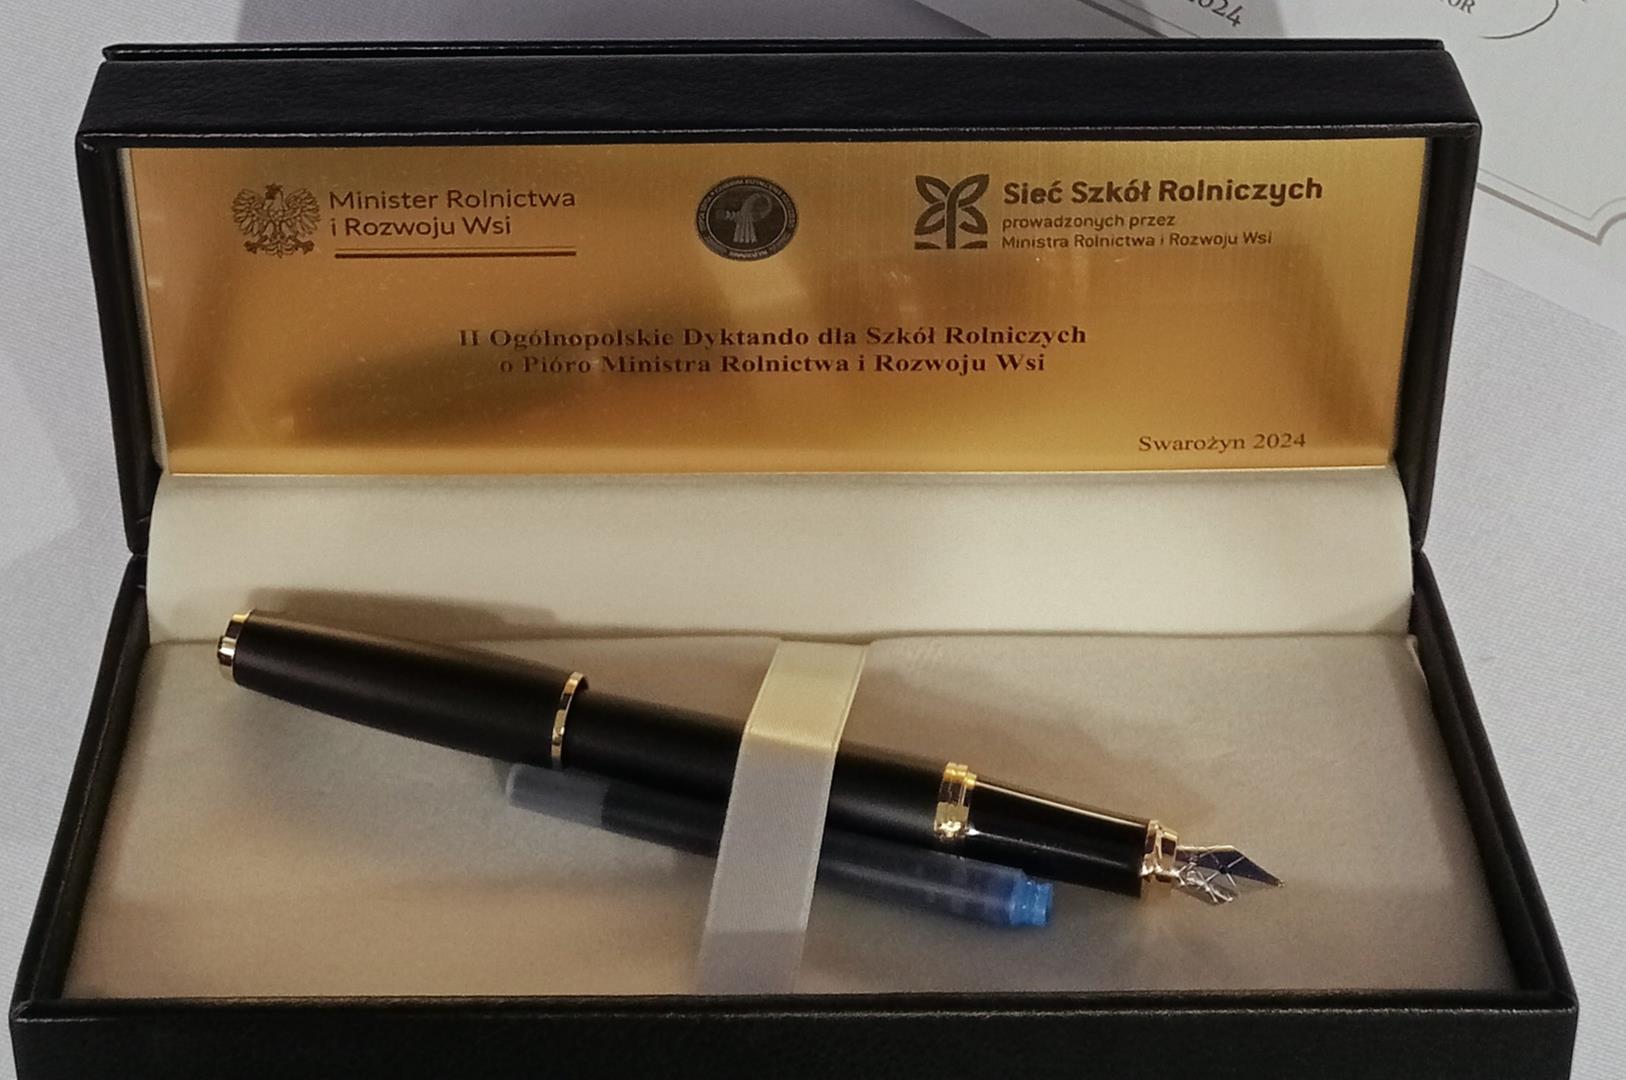 2024
Minister Rolnictwa
i Rozwoju Wsi
Sieć Szkół Rolniczych
prowadzonych przez
Ministra Rolnictwa i Rozwoju Wsi
II Ogólnopolskie Dyktando dla Szkół Rolniczych
o Pióro Ministra Rolnictwa i Rozwoju Wsi
Swarożyn 2024